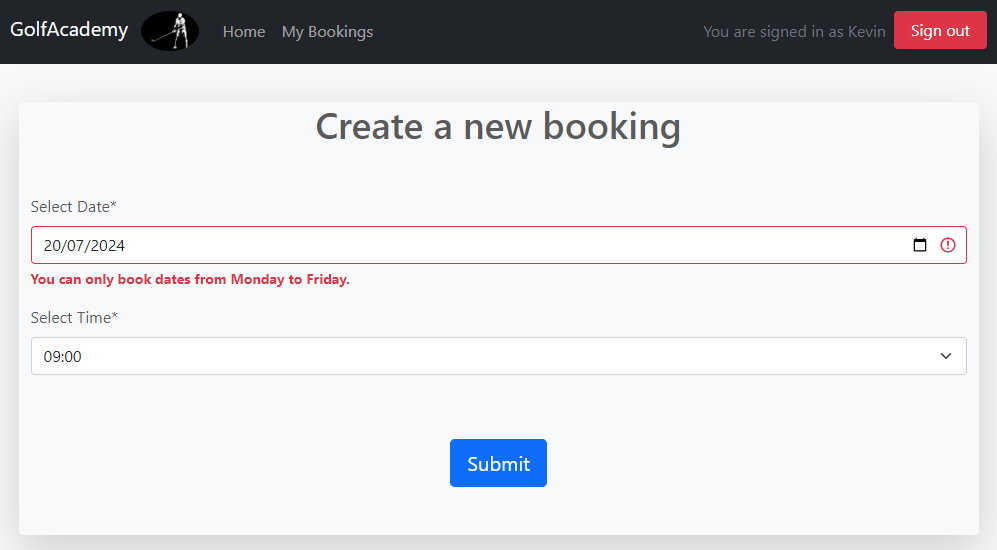 GolfAcademy Home My Bookings You are signed in as Kevin Sign out
Create a new booking
Select Date*
20/07/2024
You can only book dates from Monday to Friday.
Select Time*
09:00
Submit